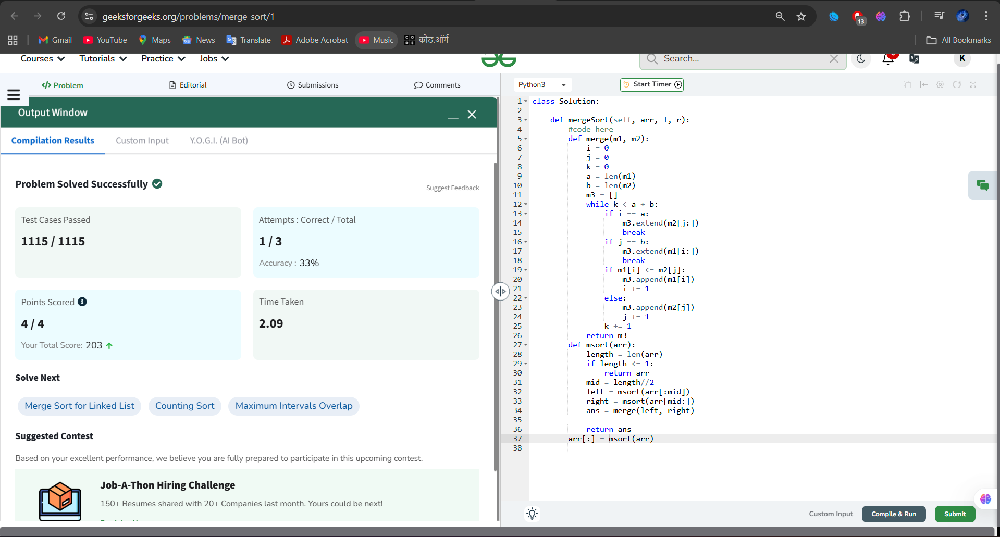 geeksforgeeks.org/problems/merge-sort/1
13
Gmail YouTube Maps News Translate Adobe Acrobat Music CODE कोड.ऑर्ग All Bookmarks
Courses Tutorials Practice Jobs Search... K
Problem Editorial Submissions Comments
Output Window
Compilation Results Custom Input Y.O.G.I. (AI Bot)
Problem Solved Successfully
Suggest Feedback
Test Cases Passed
1115 / 1115
Attempts : Correct / Total
1 / 3
Accuracy : 33%
Points Scored
4 / 4
Your Total Score: 203
Time Taken
2.09
Solve Next
Merge Sort for Linked List Counting Sort Maximum Intervals Overlap
Suggested Contest
Based on your excellent performance, we believe you are fully prepared to participate in this upcoming contest.
Job-A-Thon Hiring Challenge
150+ Resumes shared with 20+ Companies last month. Yours could be next!
Python3 Start Timer
1 class Solution:
2
3 def mergeSort(self, arr, l, r):
4 #code here
5 def merge(m1, m2):
6 i = 0
7 j = 0
8 k = 0
9 a = len(m1)
10 b = len(m2)
11 m3 = []
12 while k < a + b:
13 if i == a:
14 m3.extend(m2[j:])
15 break
16 if j == b:
17 m3.extend(m1[i:])
18 break
19 if m1[i] <= m2[j]:
20 m3.append(m1[i])
21 i += 1
22 else:
23 m3.append(m2[j])
24 j += 1
25 k += 1
26 return m3
27 def msort(arr):
28 length = len(arr)
29 if length <= 1:
30 return arr
31 mid = length//2
32 left = msort(arr[:mid])
33 right = msort(arr[mid:])
34 ans = merge(left, right)
35
36 return ans
37 arr[:] = msort(arr)
38
Custom Input Compile & Run Submit